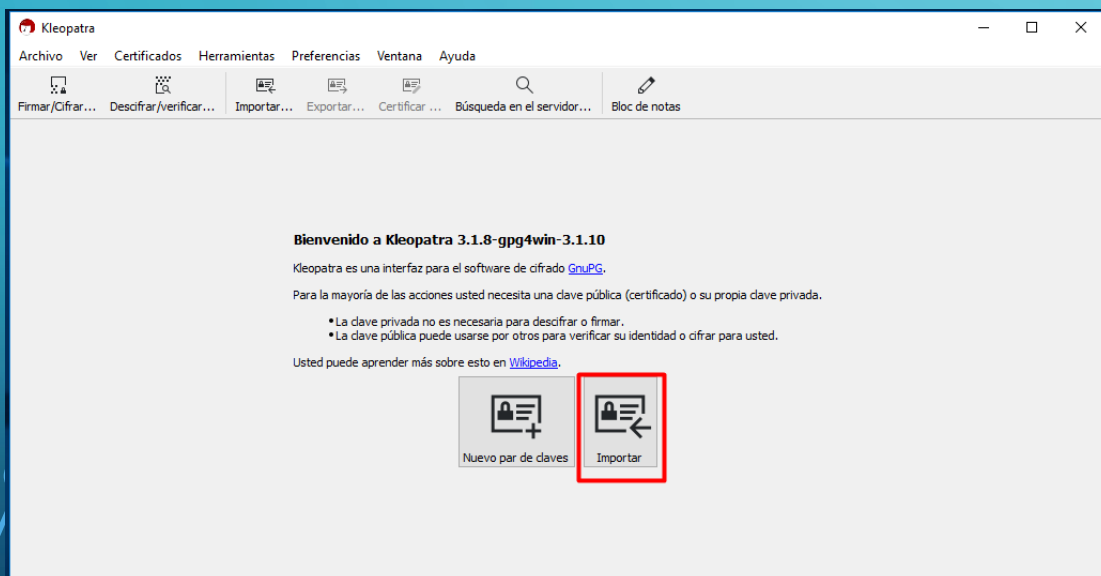 Kleopatra
Archivo Ver Certificados Herramientas Preferencias Ventana Ayuda
Firmar/Cifrar... Descifrar/verificar... Importar... Exportar... Certificar ... Búsqueda en el servidor... Bloc de notas
Bienvenido a Kleopatra 3.1.8-gpg4win-3.1.10
Kleopatra es una interfaz para el software de cifrado GnuPG.
Para la mayoría de las acciones usted necesita una clave pública (certificado) o su propia clave privada.
•La clave privada no es necesaria para descifrar o firmar.
•La clave pública puede usarse por otros para verificar su identidad o cifrar para usted.
Usted puede aprender más sobre esto en Wikipedia.
Nuevo par de claves Importar